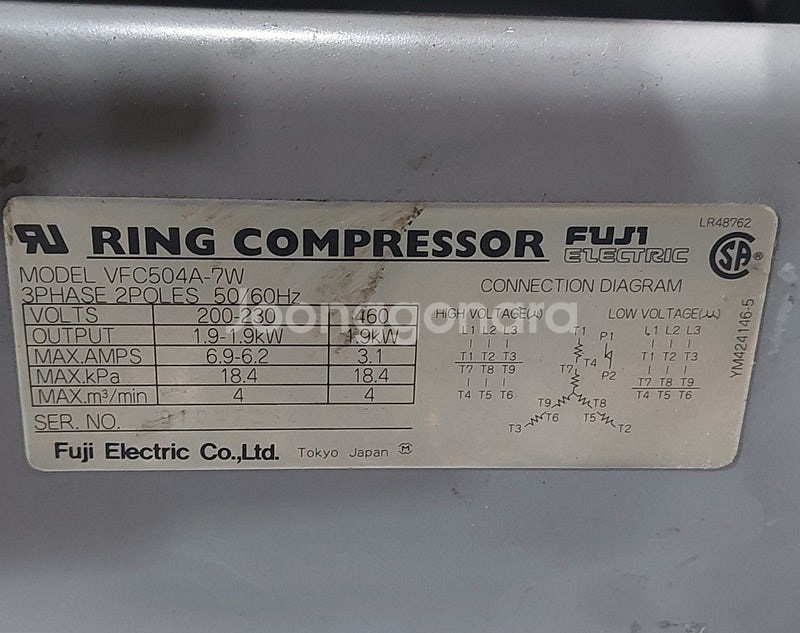 RU RING COMPRESSOR FUJI ELECTRIC
LR48762
SA
MODEL VFC504A-7W
3PHASE 2POLES 50/60Hz
VOLTS 200-230 460
OUTPUT 1.9-1.9kW 1.9kW
MAX.AMPS 6.9-6.2 3.1
MAX.kPa 18.4 18.4
MAX.m³/min 4 4
SER. NO.
Fuji Electric Co.,Ltd. Tokyo Japan M
CONNECTION DIAGRAM
HIGH VOLTAGE(⅄)
L1 L2 L3
T1 T2 T3
T7 T8 T9
T4 T5 T6
T1
T4
T7
T9
T6
T3
T8
T5
T2
P1
P2
LOW VOLTAGE(⅄⅄)
L1 L2 L3
T7 T8 T9
T4 T5 T6
YM424146-5
joonggonara